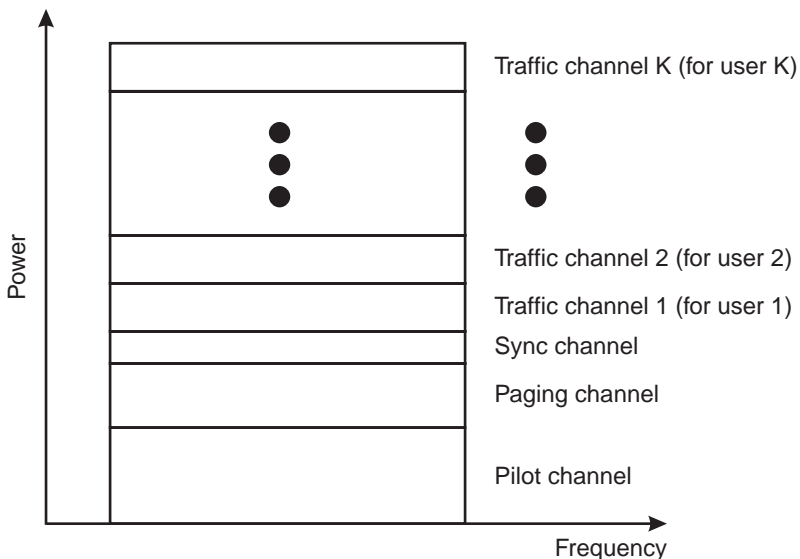 Traffic channel K (for user K)
Traffic channel 2 (for user 2)
Traffic channel 1 (for user 1)
Sync channel
Paging channel
Pilot channel
Power
Frequency